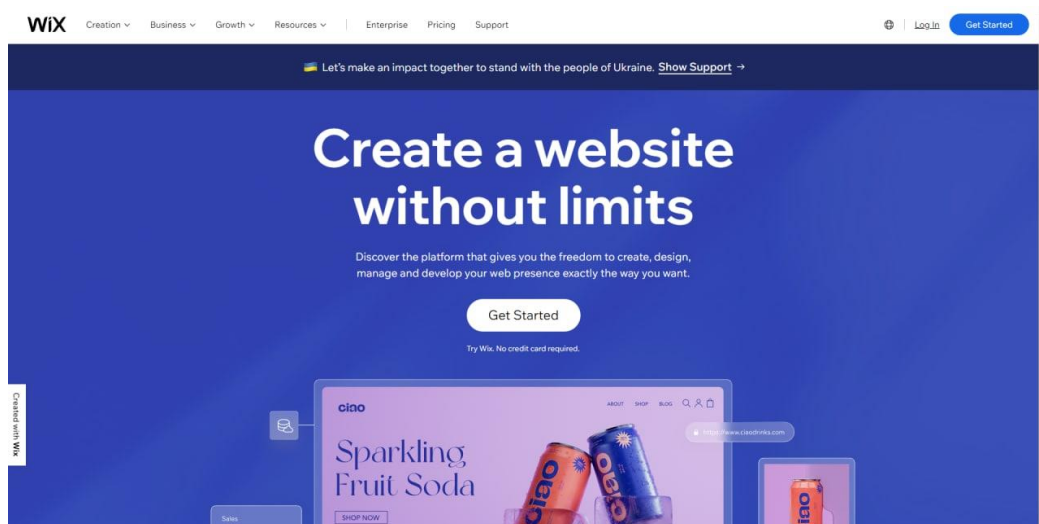 WiX
Creation
Business
Growth
Resources
Enterprise
Pricing
Support
Log In
Get Started
Let's make an impact together to stand with the people of Ukraine. Show Support →
Create a website
without limits
Discover the platform that gives you the freedom to create, design,
manage and develop your web presence exactly the way you want.
Get Started
Try Wix. No credit card required.
Created with Wix
ciao
ABOUT SHOP BLOG
https://www.ciaodrinks.com
Sparkling
Fruit Soda
SHOP NOW
ciao
ciao
ciao
Sales